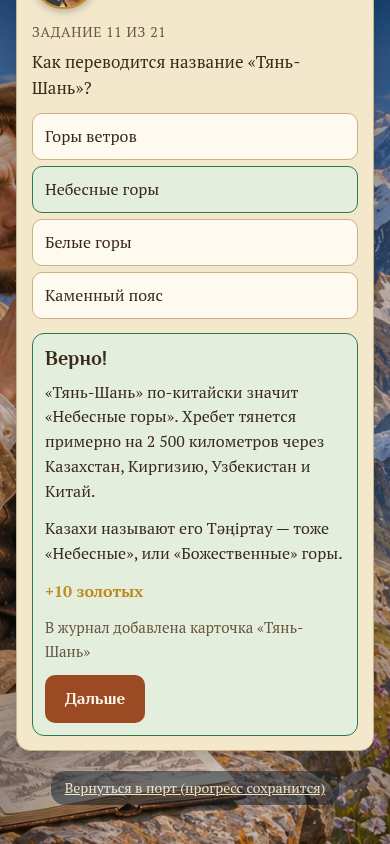 ЗАДАНИЕ 11 ИЗ 21
Как переводится название «Тянь-
Шань»?
Горы ветров
Небесные горы
Белые горы
Каменный пояс
Верно!
«Тянь-Шань» по-китайски значит
«Небесные горы». Хребет тянется
примерно на 2 500 километров через
Казахстан, Киргизию, Узбекистан и
Китай.
Казахи называют его Тәңіртау — тоже
«Небесные», или «Божественные» горы.
+10 золотых
В журнал добавлена карточка «Тянь-
Шань»
Дальше
Вернуться в порт (прогресс сохранится)